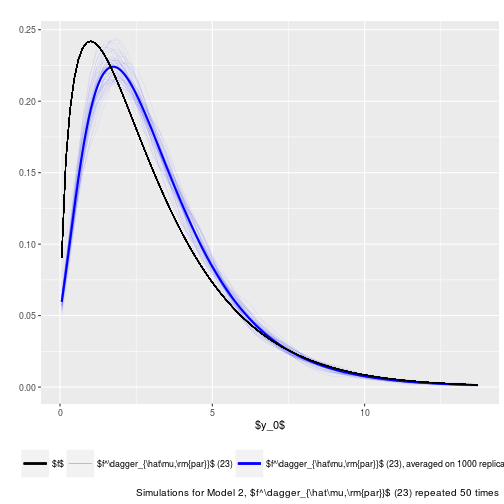 0.25
0.20
0.15
0.10
0.05
0.00
0 5 10
$y_0$
$f$ $f^\dagger_{\hat\mu,\rm{par}}$ (23) $f^\dagger_{\hat\mu,\rm{par}}$ (23), averaged on 1000 replica
Simulations for Model 2, $f^\dagger_{\hat\mu,\rm{par}}$ (23) repeated 50 times